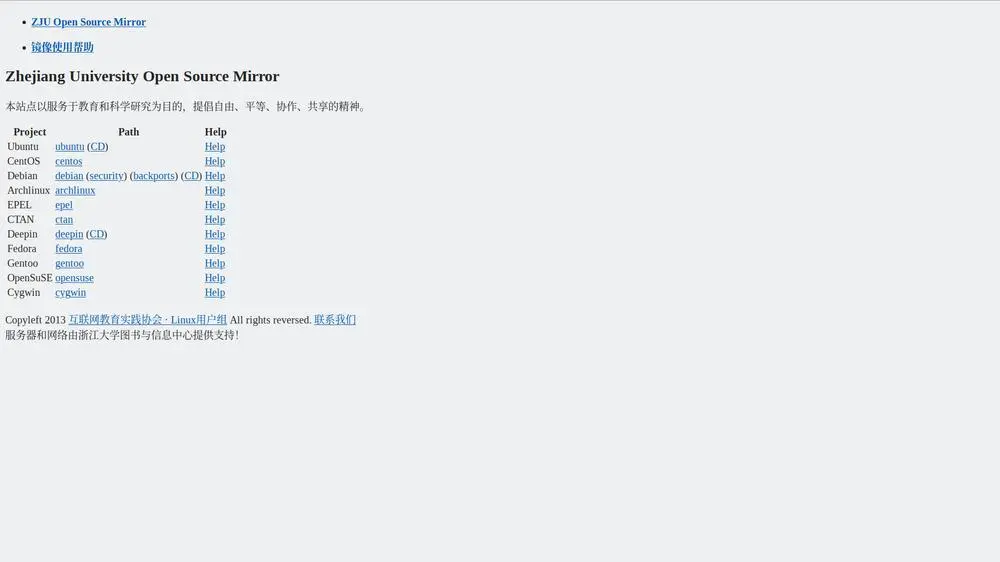 ZJU Open Source Mirror
镜像使用帮助
Zhejiang University Open Source Mirror
本站点以服务于教育和科学研究为目的，提倡自由、平等、协作、共享的精神。
Project Path Help
Ubuntu ubuntu (CD) Help
CentOS centos Help
Debian debian (security) (backports) (CD) Help
Archlinux archlinux Help
EPEL epel Help
CTAN ctan Help
Deepin deepin (CD) Help
Fedora fedora Help
Gentoo gentoo Help
OpenSuSE opensuse Help
Cygwin cygwin Help
Copyleft 2013 互联网教育实践协会 · Linux用户组 All rights reversed. 联系我们
服务器和网络由浙江大学图书与信息中心提供支持！